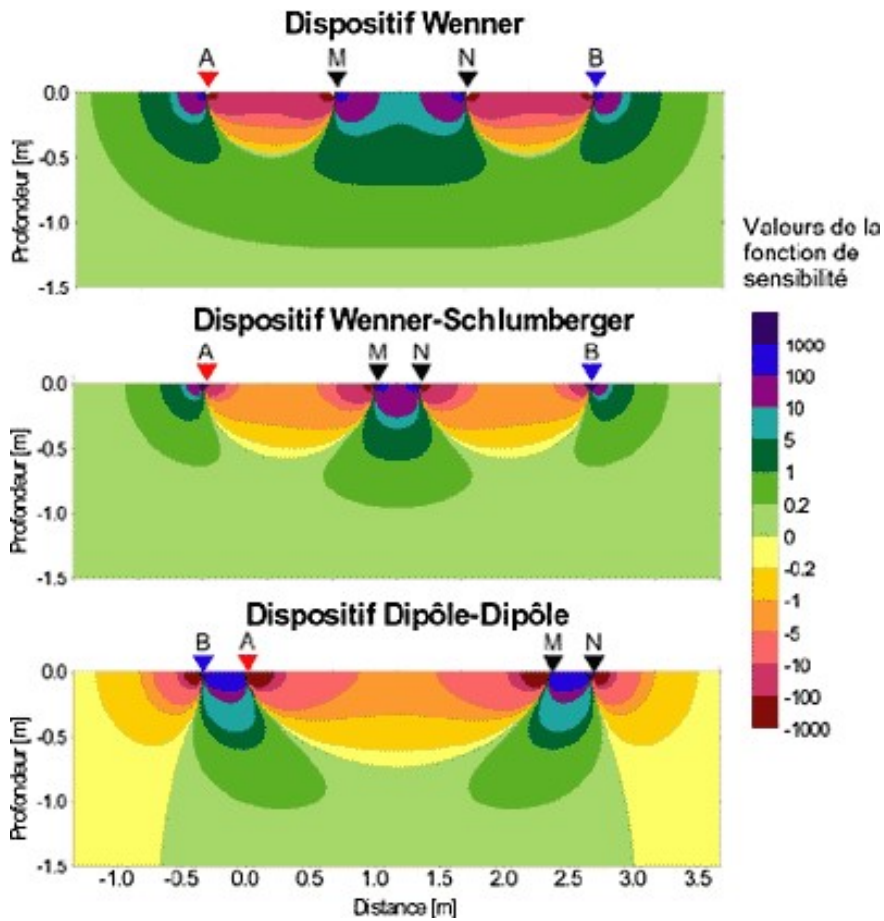 Dispositif Wenner
A M N B
0.0
-0.5
-1.0
-1.5
Profondeur [m]
Dispositif Wenner-Schlumberger
A M N B
0.0
-0.5
-1.0
-1.5
Profondeur [m]
Dispositif Dipôle-Dipôle
B A M N
0.0
-0.5
-1.0
-1.5
Profondeur [m]
-1.0 -0.5 0.0 0.5 1.0 1.5 2.0 2.5 3.0 3.5
Distance [m]
Valeurs de la
fonction de
sensibilité
1000
100
10
5
1
0.2
0
-0.2
-1
-5
-10
-100
-1000